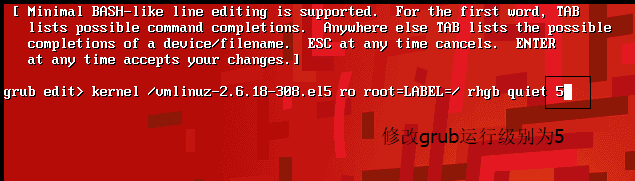 [ Minimal BASH-like line editing is supported.  For the first word, TAB
lists possible command completions.  Anywhere else TAB lists the possible
completions of a device/filename.  ESC at any time cancels.  ENTER
at any time accepts your changes.]
grub edit> kernel /vmlinuz-2.6.18-308.el5 ro root=LABEL=/ rhgb quiet 5
修改grub运行级别为5